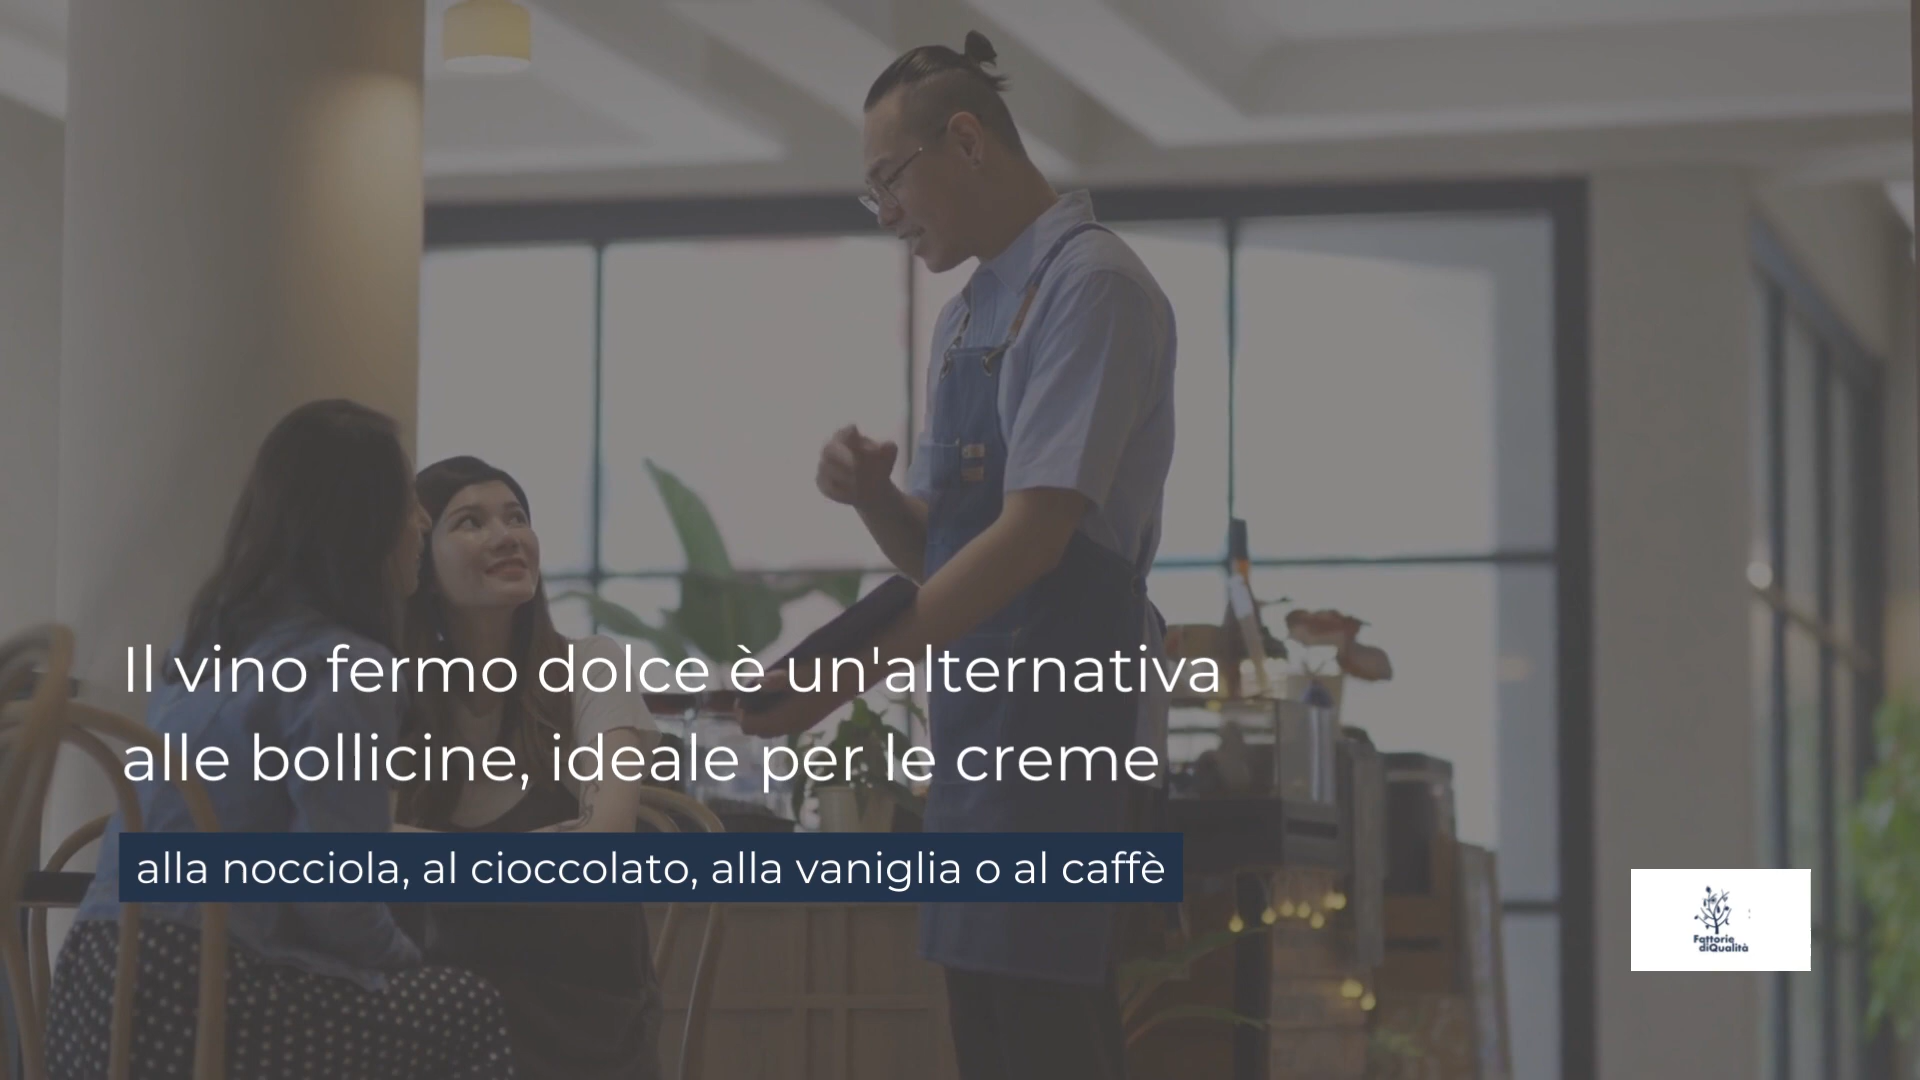 Il vino fermo dolce è un'alternativa
alle bollicine, ideale per le creme
alla nocciola, al cioccolato, alla vaniglia o al caffè
Fattorie
diQualità